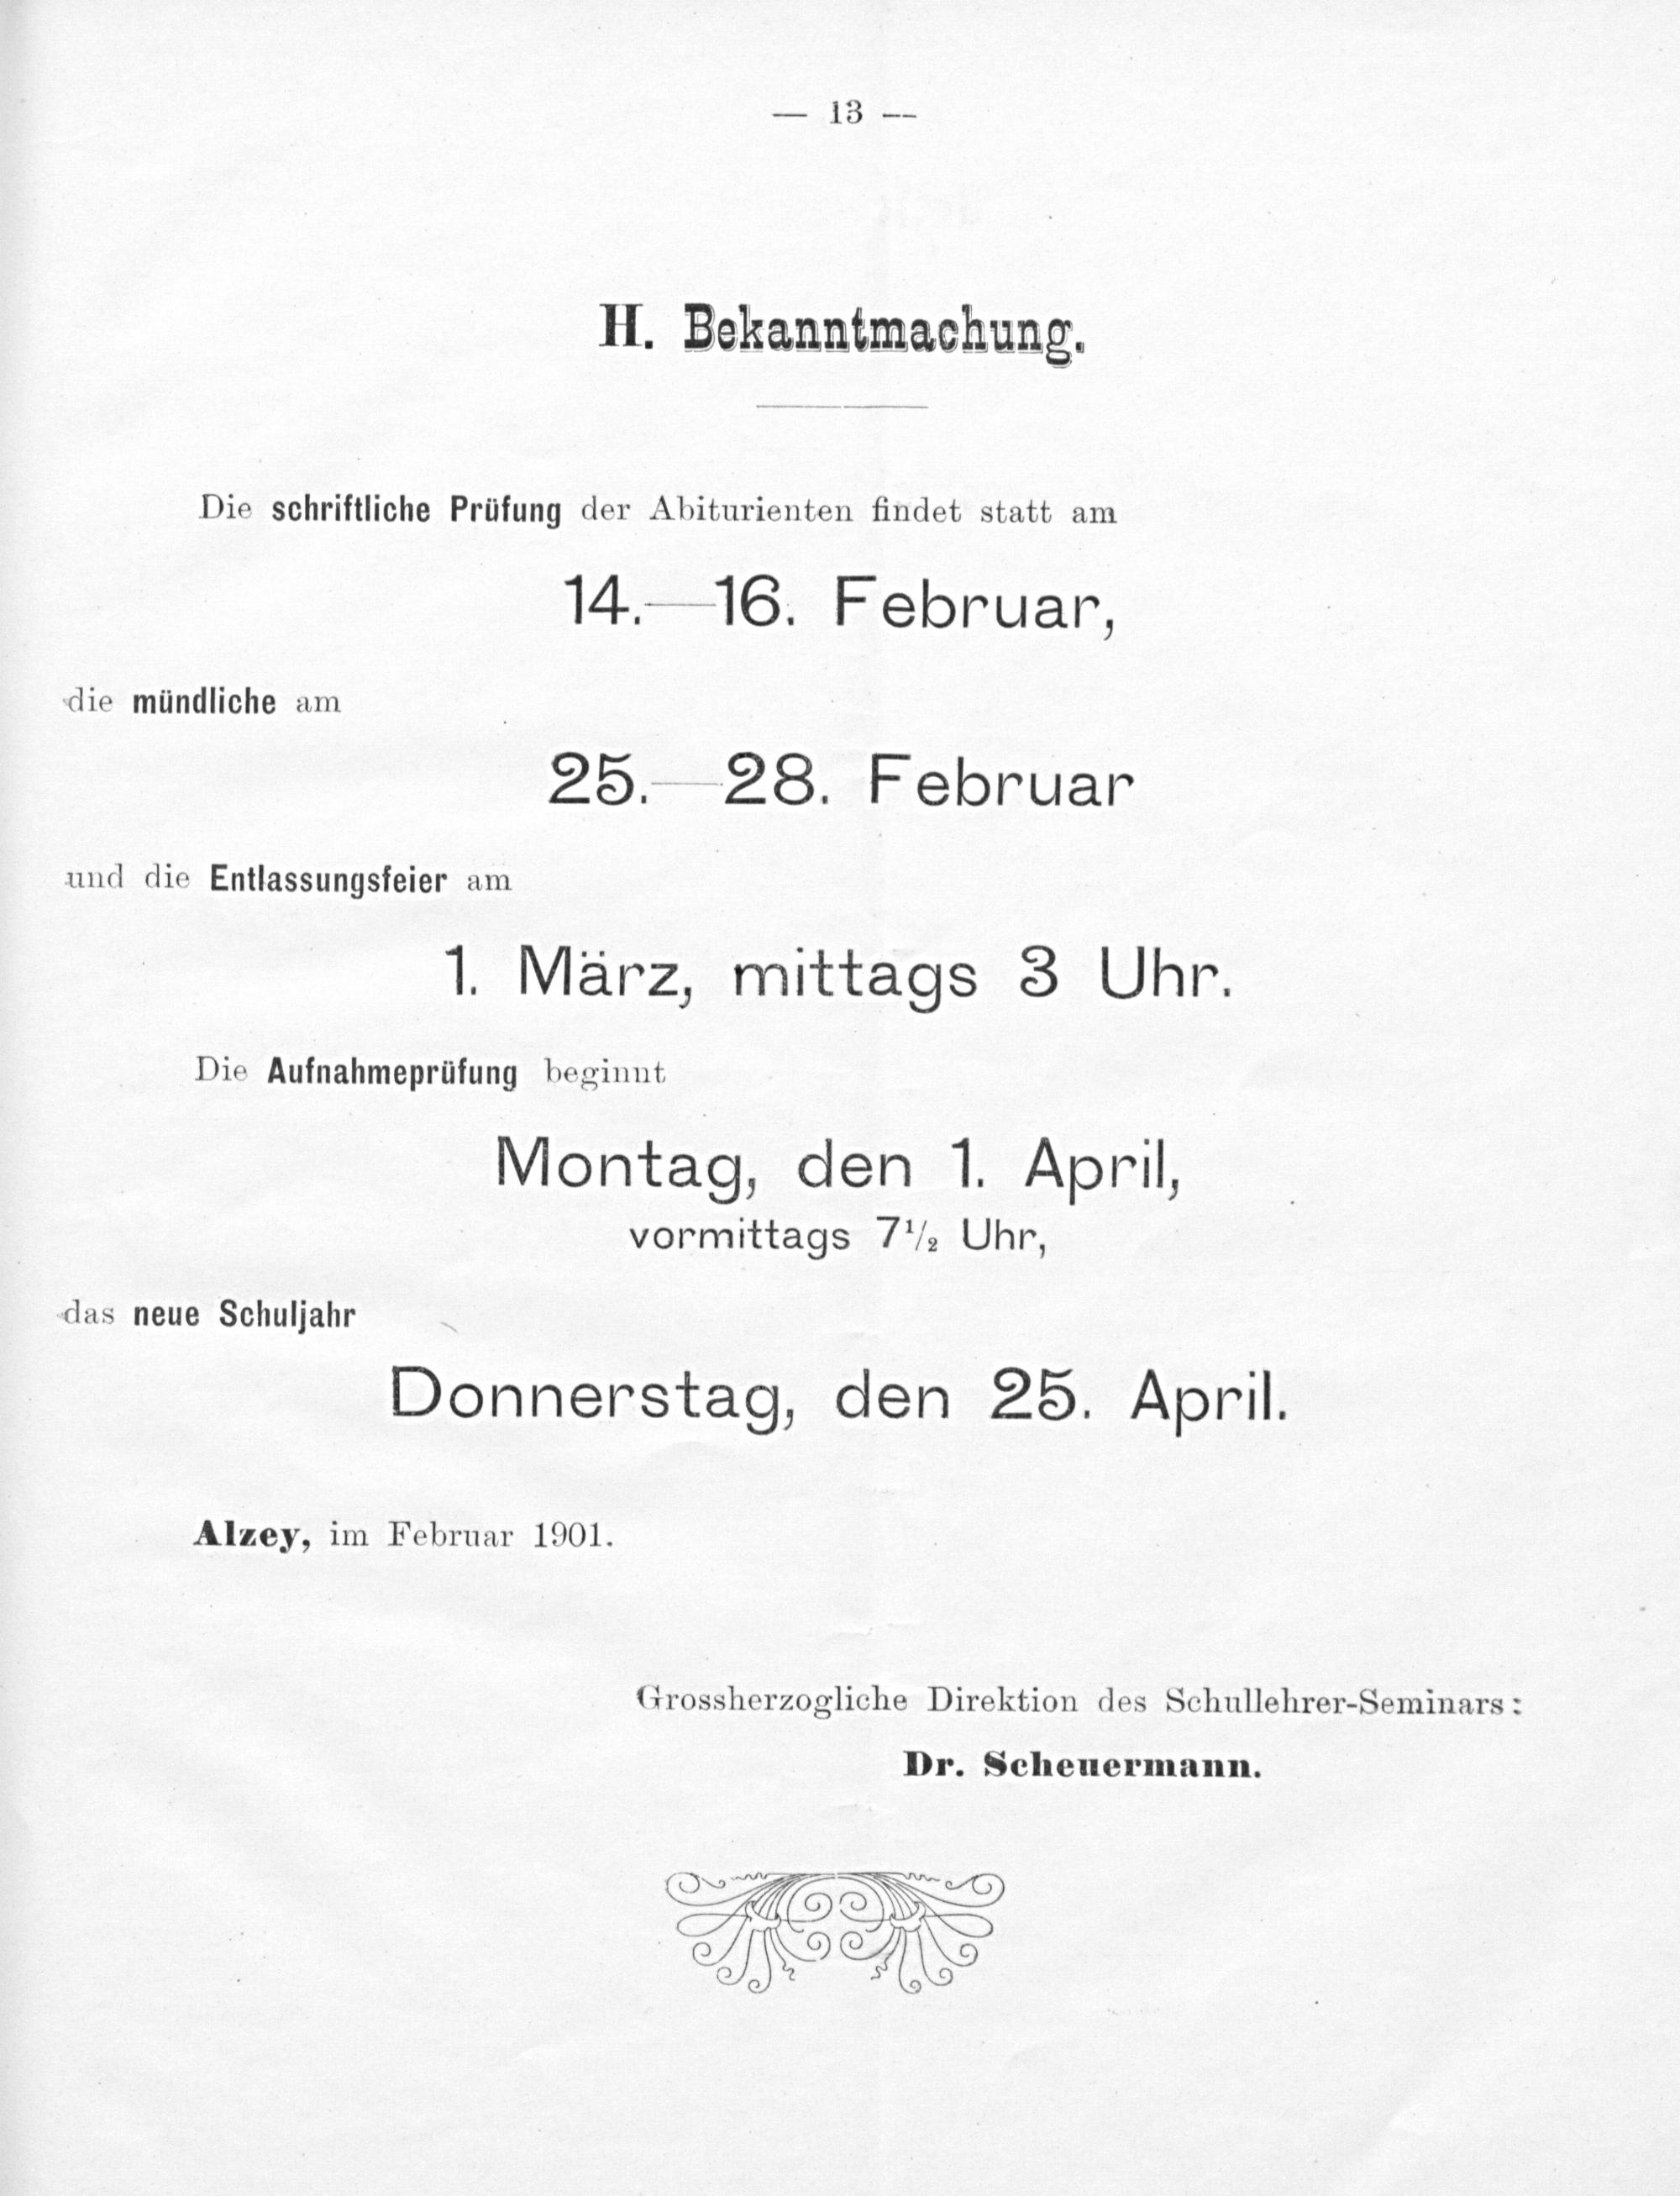 — 13 —
H. Bekanntmachung.
Die schriftliche Prüfung der Abiturienten findet statt am
14.—16. Februar,
die mündliche am
25.—28. Februar
und die Entlassungsfeier am
1. März, mittags 3 Uhr.
Die Aufnahmeprüfung beginnt
Montag, den 1. April,
vormittags 7½ Uhr,
das neue Schuljahr
Donnerstag, den 25. April.
Alzey, im Februar 1901.
Grossherzogliche Direktion des Schullehrer-Seminars:
Dr. Scheuermann.